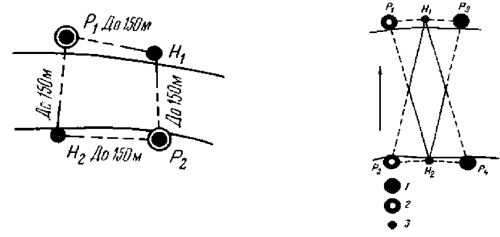 P₁ До 150м
H₁
До 150м
До 150м
H₂ До 150м P₂
P₁ H₁ P₃
P₂ H₂ P₄
1
2
3